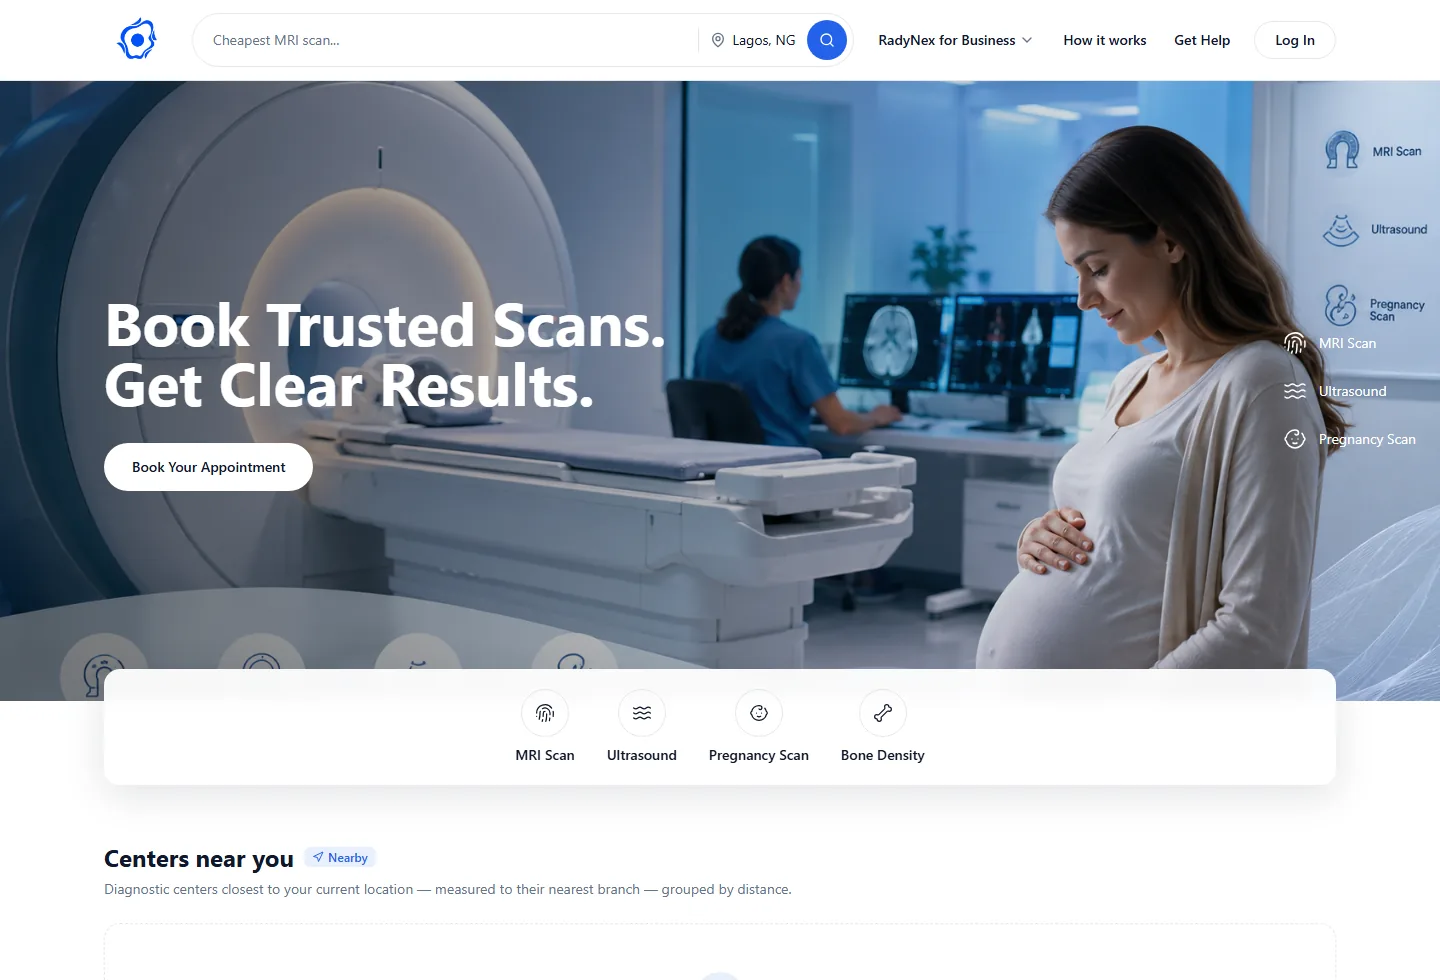 Cheapest MRI scan...
Lagos, NG
RadyNex for Business
How it works
Get Help
Log In
MRI Scan
Ultrasound
Pregnancy
Scan
MRI Scan
Ultrasound
Pregnancy Scan
Book Trusted Scans.
Get Clear Results.
Book Your Appointment
MRI Scan
Ultrasound
Pregnancy Scan
Bone Density
Centers near you
Nearby
Diagnostic centers closest to your current location — measured to their nearest branch — grouped by distance.